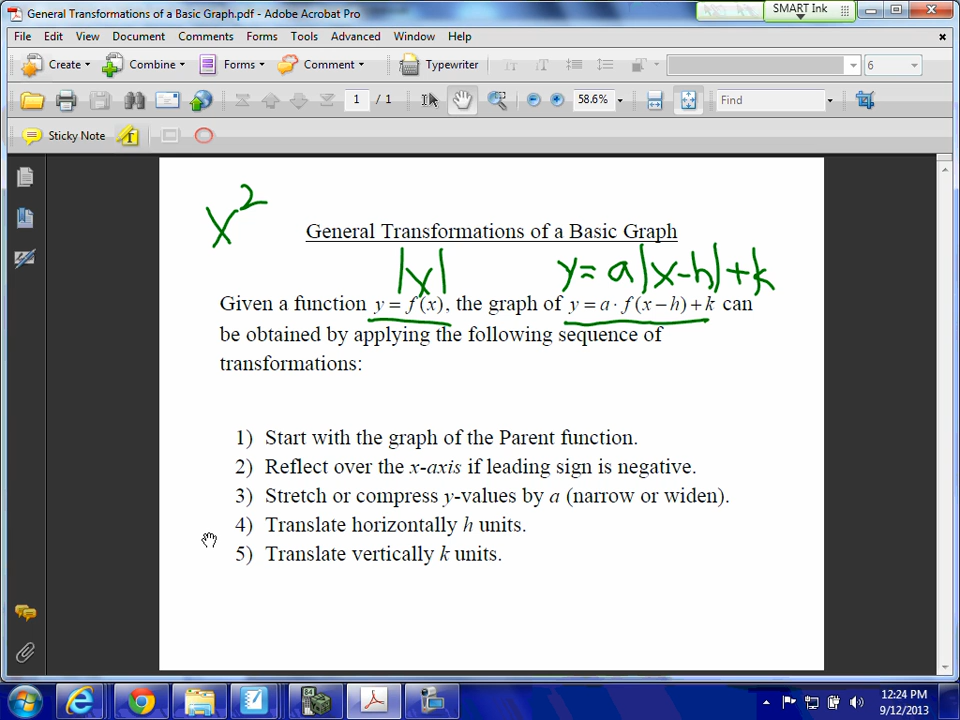 General Transformations of a Basic Graph.pdf - Adobe Acrobat Pro
SMART Ink
File Edit View Document Comments Forms Tools Advanced Window Help
Create Combine Forms Comment Typewriter 6
1 / 1 58.6% Find
Sticky Note
x²
General Transformations of a Basic Graph
|x| y = a|x-h|+k
Given a function y = f(x), the graph of y = a · f(x − h) + k can
be obtained by applying the following sequence of
transformations:
1) Start with the graph of the Parent function.
2) Reflect over the x-axis if leading sign is negative.
3) Stretch or compress y-values by a (narrow or widen).
4) Translate horizontally h units.
5) Translate vertically k units.
12:24 PM
9/12/2013